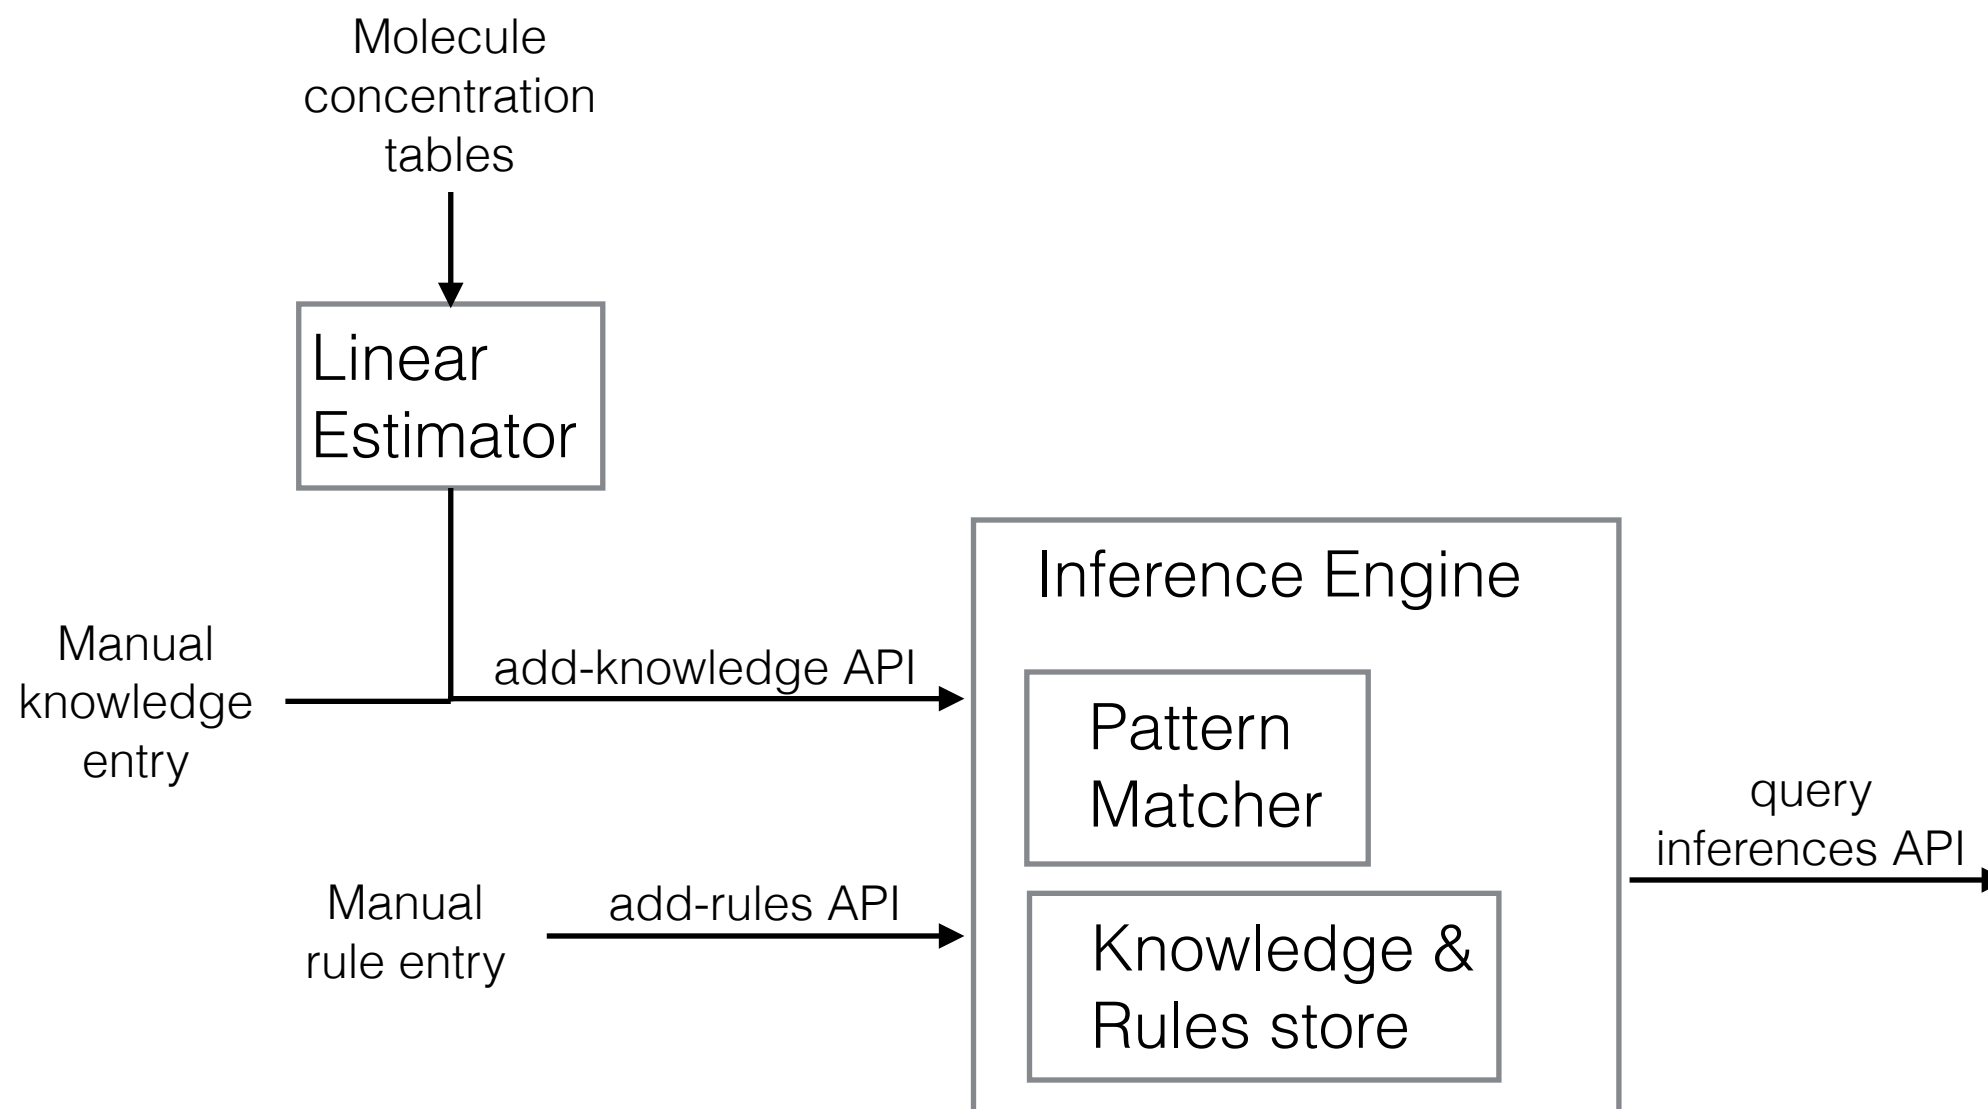 Molecule
concentration
tables
Linear
Estimator
Inference Engine
Manual
knowledge
entry
add-knowledge API
Pattern
Matcher
query
inferences API
Manual
rule entry
add-rules API
Knowledge &
Rules store